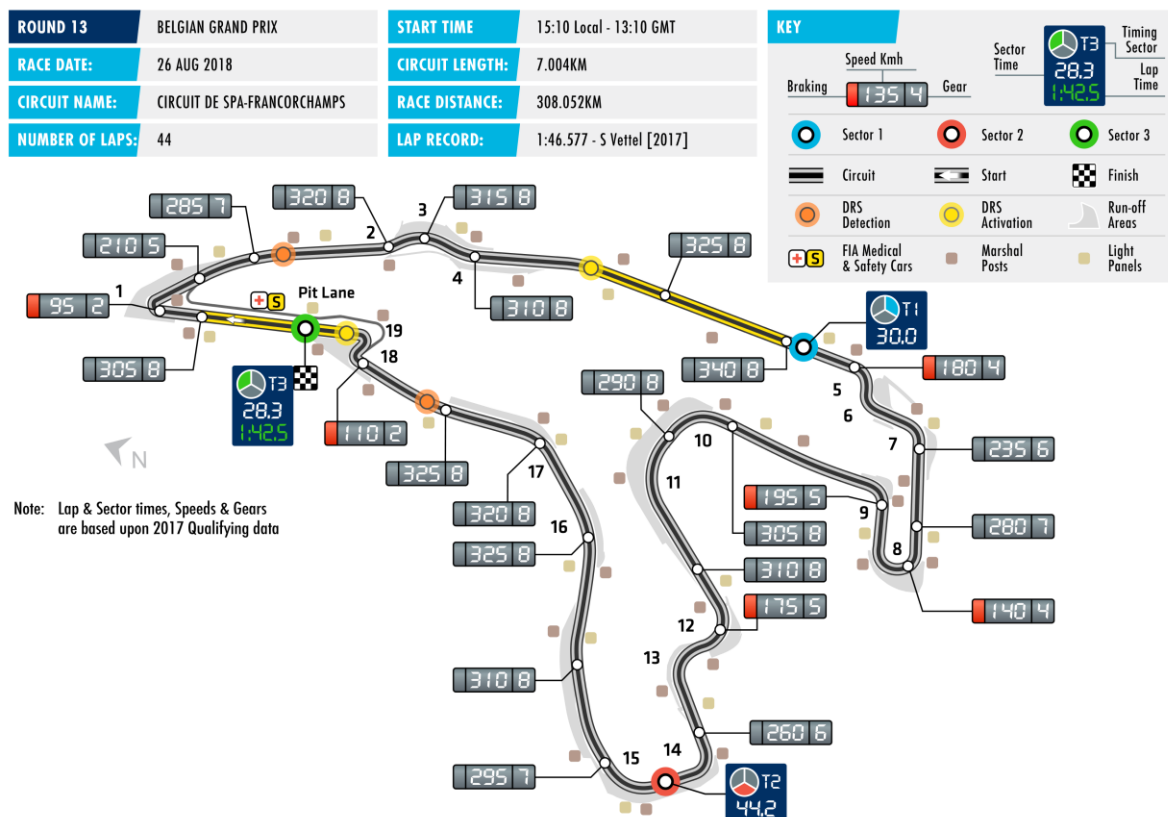 ROUND 13 BELGIAN GRAND PRIX
RACE DATE: 26 AUG 2018
CIRCUIT NAME: CIRCUIT DE SPA-FRANCORCHAMPS
NUMBER OF LAPS: 44
START TIME 15:10 Local - 13:10 GMT
CIRCUIT LENGTH: 7.004KM
RACE DISTANCE: 308.052KM
LAP RECORD: 1:46.577 - S Vettel [2017]
KEY
Speed Kmh
Braking 135 4 Gear
Sector Time
T3
28.3
1:42.5
Timing Sector
Lap Time
Sector 1 Sector 2 Sector 3
Circuit Start Finish
DRS Detection
DRS Activation
Run-off Areas
S FIA Medical & Safety Cars
Marshal Posts
Light Panels
320 8
3
315 8
285 7
2
210 5
4
325 8
1
95 2
S Pit Lane
310 8
T1
30.0
19
18
305 8
340 8
5
180 4
T3
28.3
1:42.5
290 8
6
110 2
10
7
235 6
N
325 8
17
11
195 5
9
Note: Lap & Sector times, Speeds & Gears
are based upon 2017 Qualifying data
320 8
16
305 8
280 7
325 8
8
310 8
175 5
140 4
12
13
310 8
260 6
14
15
295 7
T2
44.2